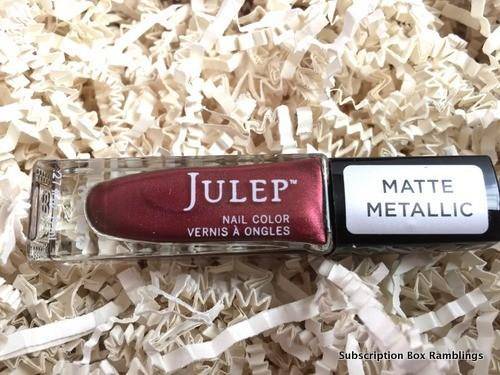 JULEP™
NAIL COLOR
VERNIS À ONGLES
MATTE
METALLIC
Subscription Box Ramblings